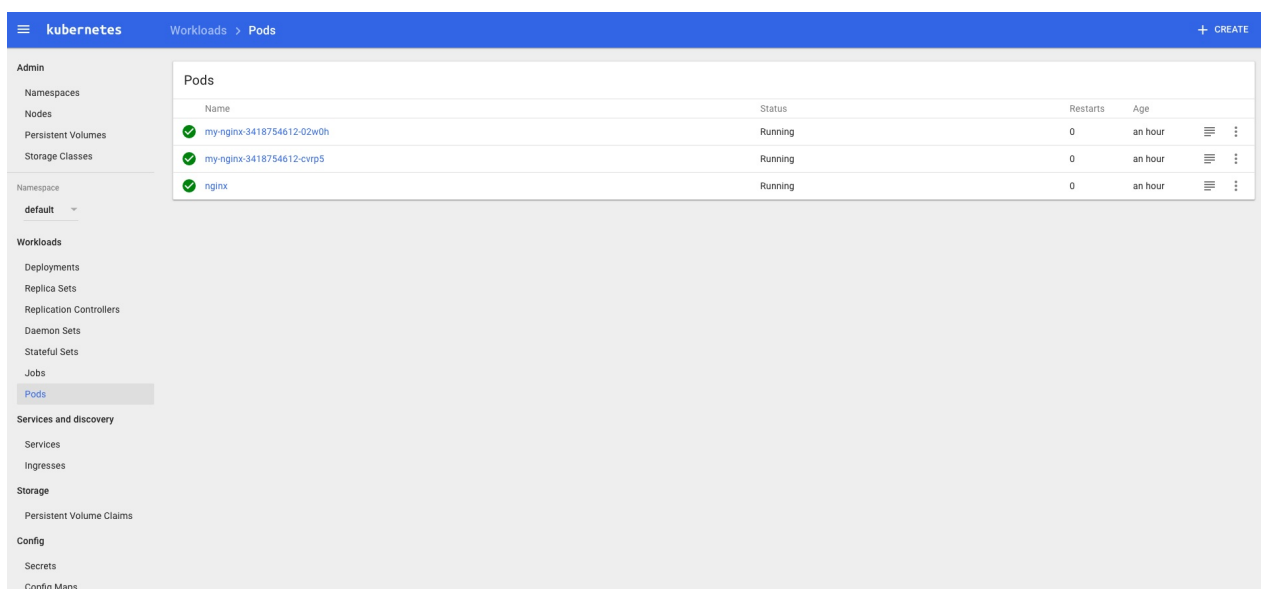 kubernetes
Workloads > Pods
+ CREATE
Admin
Namespaces
Nodes
Persistent Volumes
Storage Classes
Namespace
default
Workloads
Deployments
Replica Sets
Replication Controllers
Daemon Sets
Stateful Sets
Jobs
Pods
Services and discovery
Services
Ingresses
Storage
Persistent Volume Claims
Config
Secrets
Config Maps
Pods
Name Status Restarts Age
my-nginx-3418754612-02w0h Running 0 an hour
my-nginx-3418754612-cvrp5 Running 0 an hour
nginx Running 0 an hour